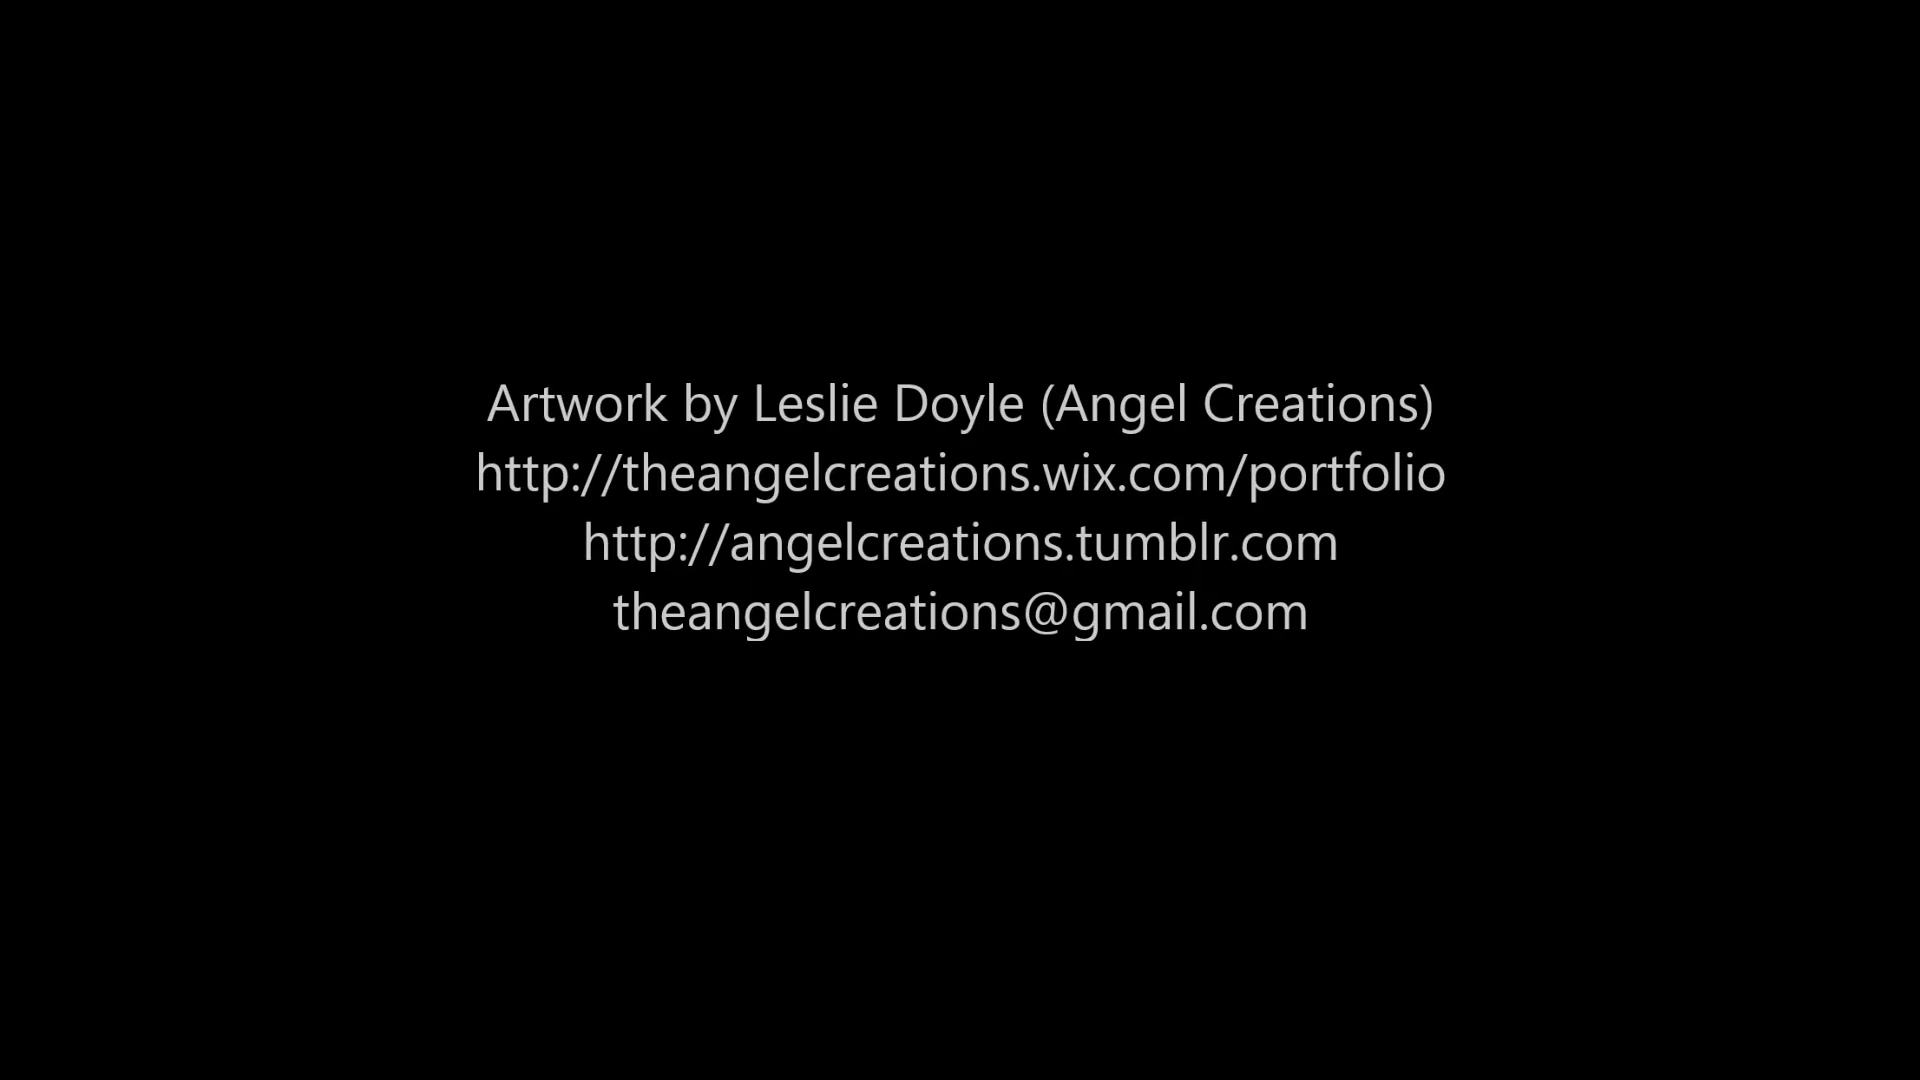 Artwork by Leslie Doyle (Angel Creations)
http://theangelcreations.wix.com/portfolio
http://angelcreations.tumblr.com
theangelcreations@gmail.com